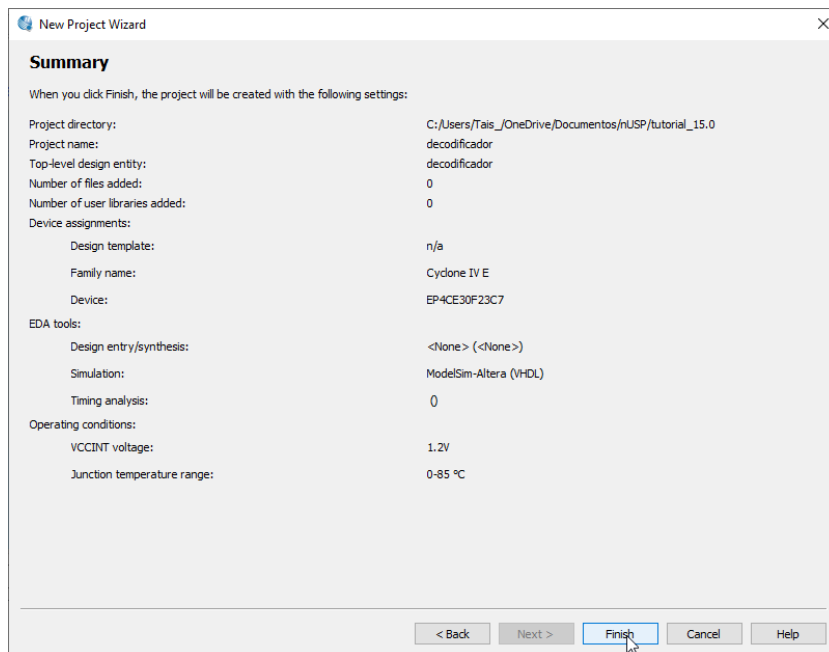 New Project Wizard
Summary
When you click Finish, the project will be created with the following settings:
Project directory: C:/Users/Tais_/OneDrive/Documentos/nUSP/tutorial_15.0
Project name: decodificador
Top-level design entity: decodificador
Number of files added: 0
Number of user libraries added: 0
Device assignments:
Design template: n/a
Family name: Cyclone IV E
Device: EP4CE30F23C7
EDA tools:
Design entry/synthesis: <None> (<None>)
Simulation: ModelSim-Altera (VHDL)
Timing analysis: ()
Operating conditions:
VCCINT voltage: 1.2V
Junction temperature range: 0-85 ºC
< Back Next > Finish Cancel Help